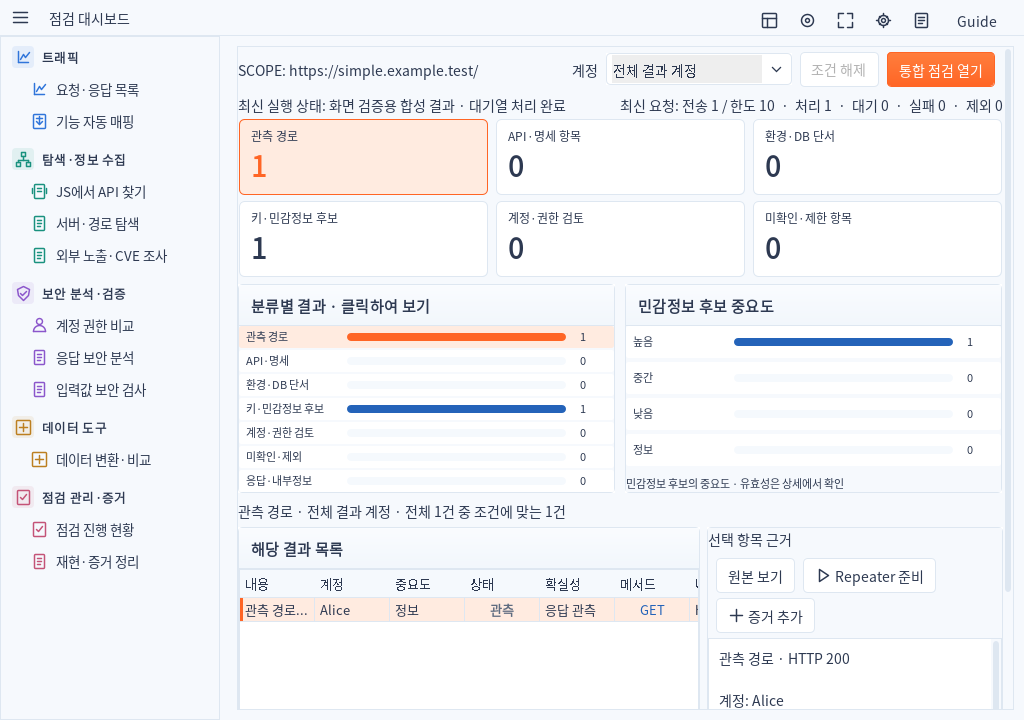 점검 대시보드
Guide
트래픽
요청·응답 목록
기능 자동 매핑
탐색·정보 수집
JS에서 API 찾기
서버·경로 탐색
외부 노출·CVE 조사
보안 분석·검증
계정 권한 비교
응답 보안 분석
입력값 보안 검사
데이터 도구
데이터 변환·비교
점검 관리·증거
점검 진행 현황
재현·증거 정리
SCOPE: https://simple.example.test/
계정
전체 결과 계정
조건 해제
통합 점검 열기
최신 실행 상태: 화면 검증용 합성 결과 · 대기열 처리 완료
최신 요청: 전송 1 / 한도 10 · 처리 1 · 대기 0 · 실패 0 · 제외 0
관측 경로
1
API·명세 항목
0
환경·DB 단서
0
키·민감정보 후보
1
계정·권한 검토
0
미확인·제한 항목
0
분류별 결과 · 클릭하여 보기
관측 경로 1
API·명세 0
환경·DB 단서 0
키·민감정보 후보 1
계정·권한 검토 0
미확인·제외 0
응답·내부정보 0
민감정보 후보 중요도
높음 1
중간 0
낮음 0
정보 0
민감정보 후보의 중요도 · 유효성은 상세에서 확인
관측 경로 · 전체 결과 계정 · 전체 1건 중 조건에 맞는 1건
해당 결과 목록
내용 계정 중요도 상태 확실성 메서드
관측 경로... Alice 정보 관측 응답 관측 GET
선택 항목 근거
원본 보기
Repeater 준비
증거 추가
관측 경로 · HTTP 200
계정: Alice